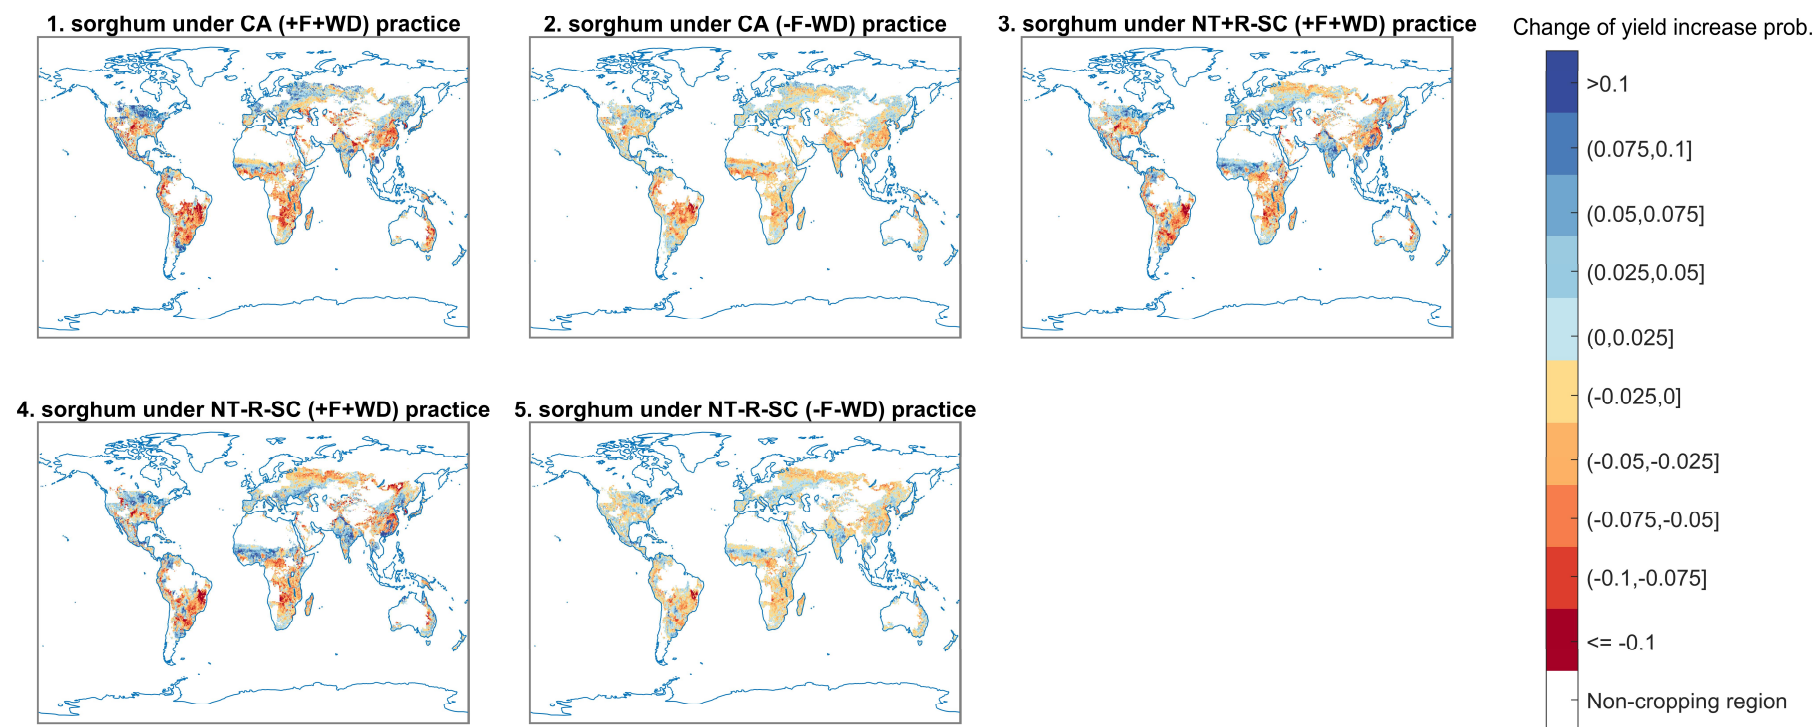 1. sorghum under CA (+F+WD) practice
2. sorghum under CA (-F-WD) practice
3. sorghum under NT+R-SC (+F+WD) practice
4. sorghum under NT-R-SC (+F+WD) practice
5. sorghum under NT-R-SC (-F-WD) practice
Change of yield increase prob.
>0.1
(0.075,0.1]
(0.05,0.075]
(0.025,0.05]
(0,0.025]
(-0.025,0]
(-0.05,-0.025]
(-0.075,-0.05]
(-0.1,-0.075]
<= -0.1
Non-cropping region